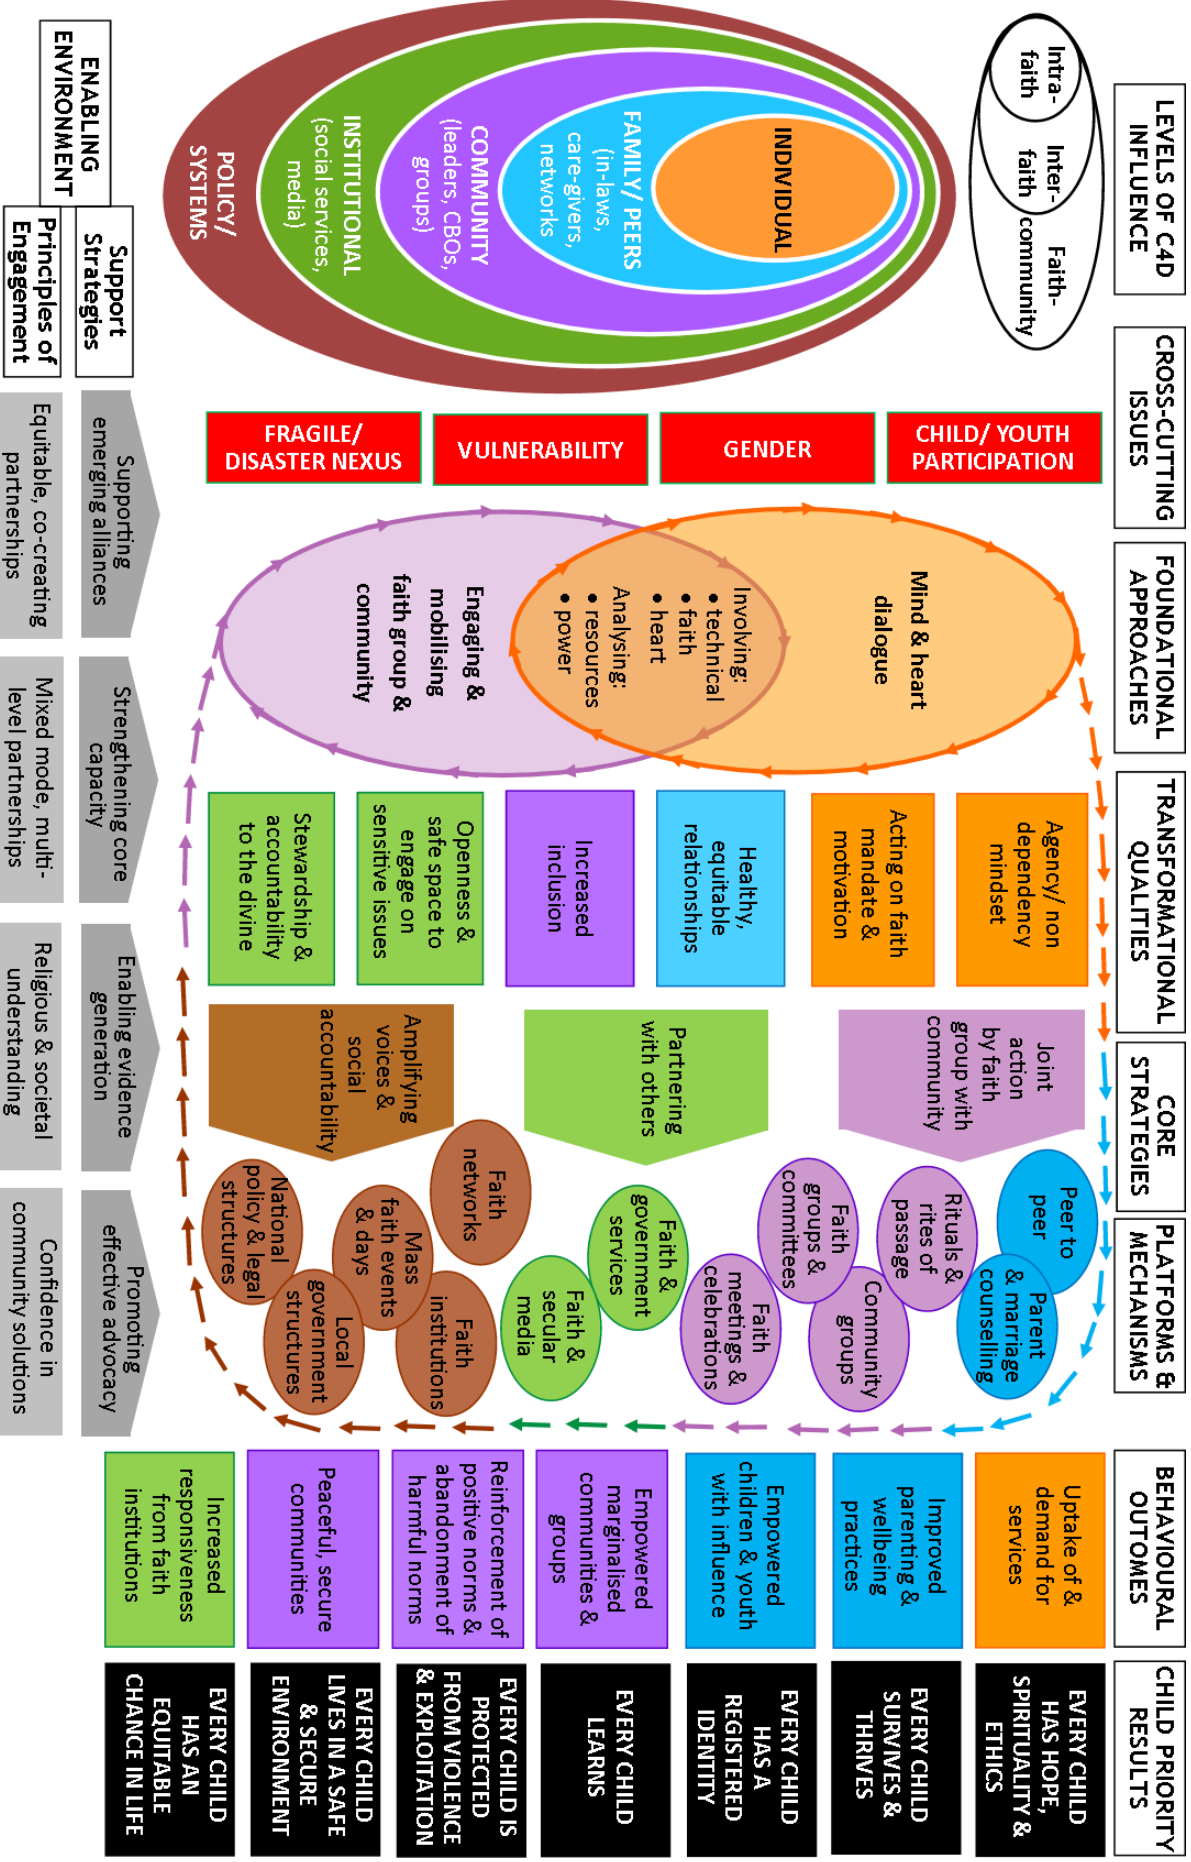 LEVELS OF C4D
INFLUENCE
Intra-
faith
Inter-
faith
Faith-
community
INDIVIDUAL
FAMILY/ PEERS
(in-laws,
care-givers,
networks
COMMUNITY
(leaders, CBOs,
groups)
INSTITUTIONAL
(social services,
media)
POLICY/
SYSTEMS
CROSS-CUTTING
ISSUES
CHILD/ YOUTH
PARTICIPATION
GENDER
VULNERABILITY
FRAGILE/
DISASTER NEXUS
FOUNDATIONAL
APPROACHES
Mind & heart
dialogue
Involving:
• technical
• faith
• heart
Analysing:
• resources
• power
Engaging &
mobilising
faith group &
community
TRANSFORMATIONAL
QUALITIES
Agency/ non
dependency
mindset
Acting on faith
mandate &
motivation
Healthy,
equitable
relationships
Increased
inclusion
Openness &
safe space to
engage on
sensitive issues
Stewardship &
accountability
to the divine
CORE
STRATEGIES
Joint
action
by faith
group with
community
Partnering
with others
Amplifying
voices &
social
accountability
PLATFORMS &
MECHANISMS
Peer to
peer
Parent
& marriage
counselling
Rituals &
rites of
passage
Community
groups
Faith
groups &
committees
Faith
meetings &
celebrations
Faith &
government
services
Faith &
secular
media
Faith
networks
Faith
institutions
Mass
faith events
& days
Local
government
structures
National
policy & legal
structures
BEHAVIOURAL
OUTCOMES
Uptake of &
demand for
services
Improved
parenting &
wellbeing
practices
Empowered
children & youth
with influence
Empowered
marginalised
communities &
groups
Reinforcement of
positive norms &
abandonment of
harmful norms
Peaceful, secure
communities
Increased
responsiveness
from faith
institutions
CHILD PRIORITY
RESULTS
EVERY CHILD
HAS HOPE,
SPIRITUALITY &
ETHICS
EVERY CHILD
SURVIVES &
THRIVES
EVERY CHILD
HAS A
REGISTERED
IDENTITY
EVERY CHILD
LEARNS
EVERY CHILD IS
PROTECTED
FROM VIOLENCE
& EXPLOITATION
EVERY CHILD
LIVES IN A SAFE
& SECURE
ENVIRONMENT
EVERY CHILD
HAS AN
EQUITABLE
CHANCE IN LIFE
ENABLING
ENVIRONMENT
Support
Strategies
Supporting
emerging alliances
Strengthening core
capacity
Enabling evidence
generation
Promoting
effective advocacy
Principles of
Engagement
Equitable, co-creating
partnerships
Mixed mode, multi-
level partnerships
Religious & societal
understanding
Confidence in
community solutions